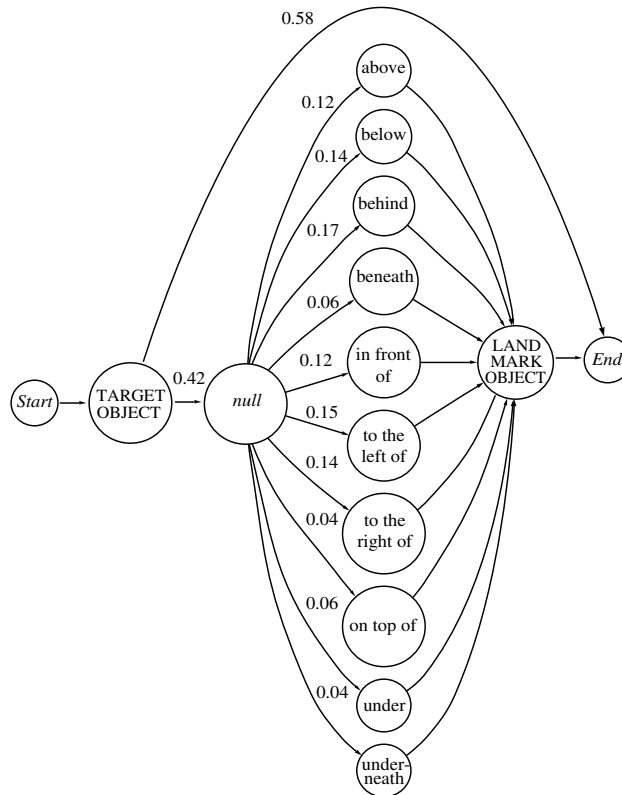 0.58
above
0.12
below
0.14
behind
0.17
beneath
0.06
in front
of
0.12
LAND
MARK
OBJECT
End
Start
TARGET
OBJECT
0.42
null
0.15
to the
left of
0.14
to the
right of
0.04
on top of
0.06
under
0.04
under-
neath